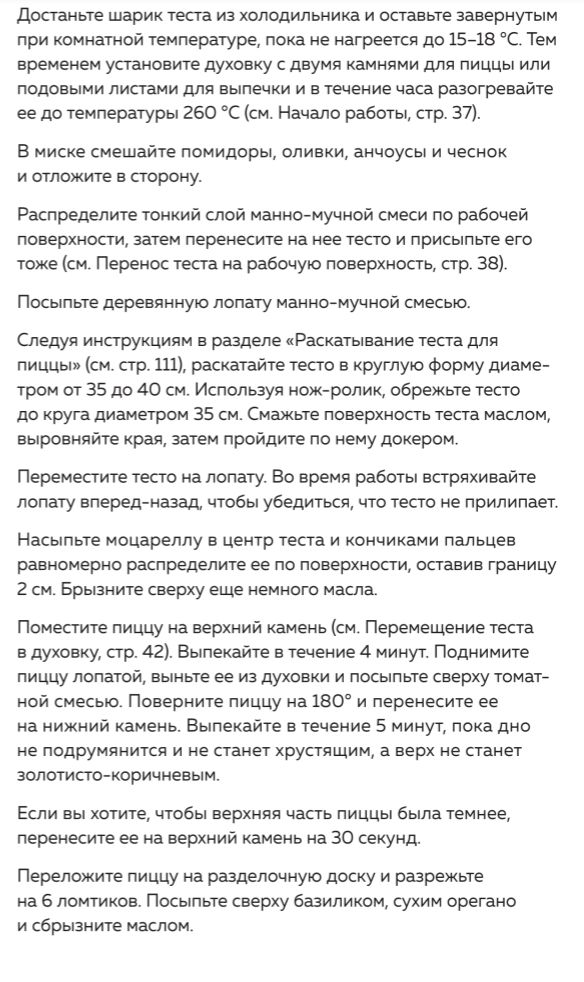 Достаньте шарик теста из холодильника и оставьте завернутым
при комнатной температуре, пока не нагреется до 15–18 °C. Тем
временем установите духовку с двумя камнями для пиццы или
подовыми листами для выпечки и в течение часа разогревайте
ее до температуры 260 °C (см. Начало работы, стр. 37).
В миске смешайте помидоры, оливки, анчоусы и чеснок
и отложите в сторону.
Распределите тонкий слой манно-мучной смеси по рабочей
поверхности, затем перенесите на нее тесто и присыпьте его
тоже (см. Перенос теста на рабочую поверхность, стр. 38).
Посыпьте деревянную лопату манно-мучной смесью.
Следуя инструкциям в разделе «Раскатывание теста для
пиццы» (см. стр. 111), раскатайте тесто в круглую форму диаме-
тром от 35 до 40 см. Используя нож-ролик, обрежьте тесто
до круга диаметром 35 см. Смажьте поверхность теста маслом,
выровняйте края, затем пройдите по нему докером.
Переместите тесто на лопату. Во время работы встряхивайте
лопату вперед-назад, чтобы убедиться, что тесто не прилипает.
Насыпьте моцареллу в центр теста и кончиками пальцев
равномерно распределите ее по поверхности, оставив границу
2 см. Брызните сверху еще немного масла.
Поместите пиццу на верхний камень (см. Перемещение теста
в духовку, стр. 42). Выпекайте в течение 4 минут. Поднимите
пиццу лопатой, выньте ее из духовки и посыпьте сверху томат-
ной смесью. Поверните пиццу на 180° и перенесите ее
на нижний камень. Выпекайте в течение 5 минут, пока дно
не подрумянится и не станет хрустящим, а верх не станет
золотисто-коричневым.
Если вы хотите, чтобы верхняя часть пиццы была темнее,
перенесите ее на верхний камень на 30 секунд.
Переложите пиццу на разделочную доску и разрежьте
на 6 ломтиков. Посыпьте сверху базиликом, сухим орегано
и сбрызните маслом.